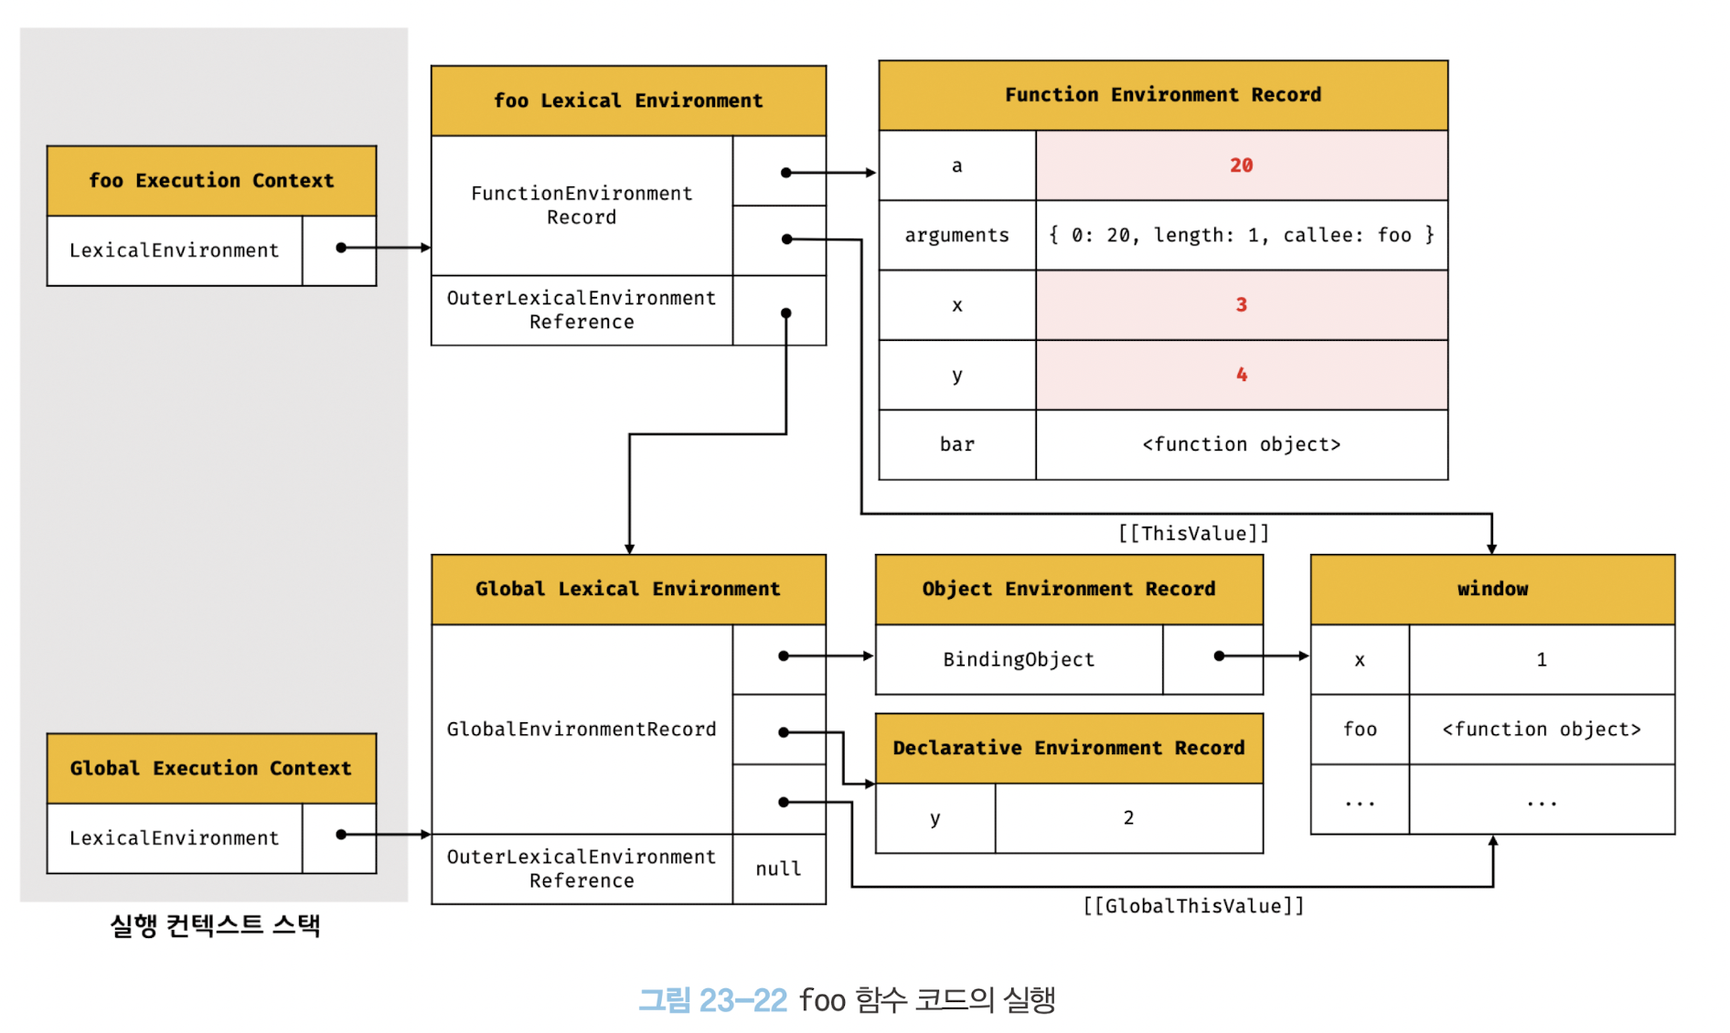 foo Execution Context
LexicalEnvironment
foo Lexical Environment
FunctionEnvironment
Record
OuterLexicalEnvironment
Reference
Function Environment Record
a 20
arguments { 0: 20, length: 1, callee: foo }
x 3
y 4
bar <function object>
[[ThisValue]]
Global Execution Context
LexicalEnvironment
Global Lexical Environment
GlobalEnvironmentRecord
OuterLexicalEnvironment
Reference
null
Object Environment Record
BindingObject
Declarative Environment Record
y 2
window
x 1
foo <function object>
... ...
[[GlobalThisValue]]
실행 컨텍스트 스택
그림 23-22 foo 함수 코드의 실행